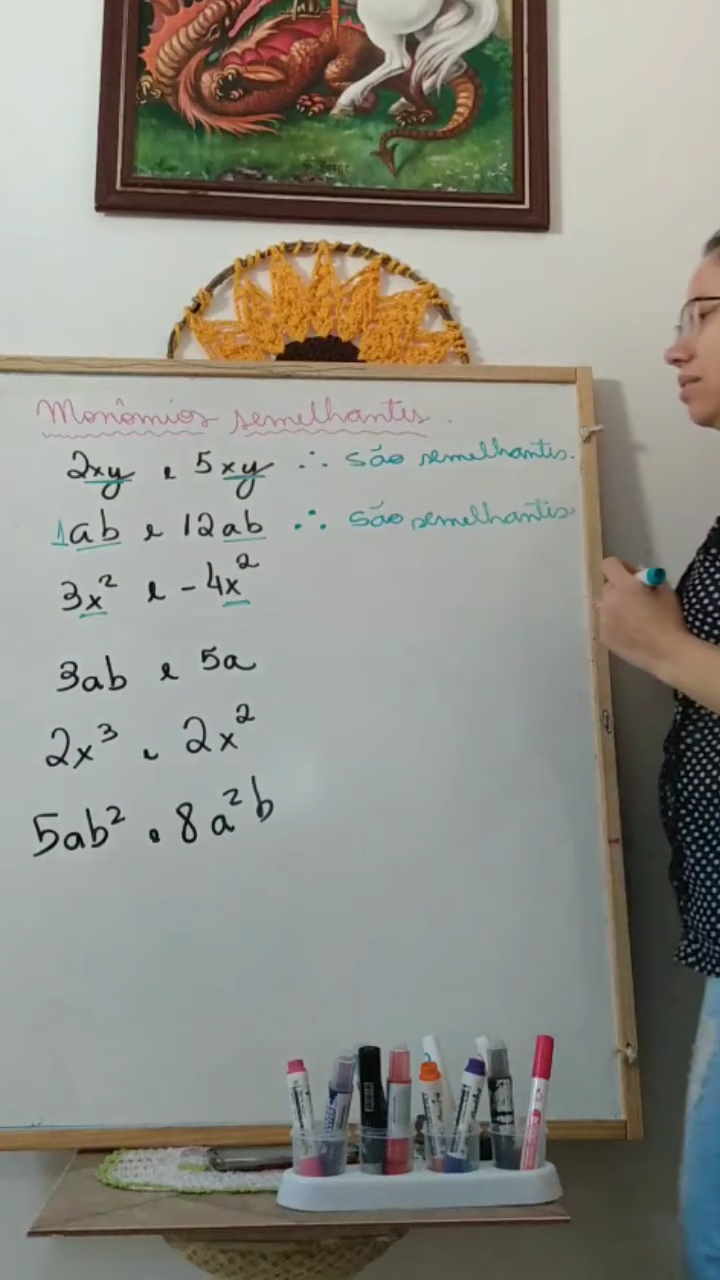 Monômios semelhantes.
2xy e 5xy ∴ são semelhantes.
1ab e 12ab ∴ são semelhantes
3x² e -4x²
3ab e 5a
2x³ e 2x²
5ab² e 8a²b